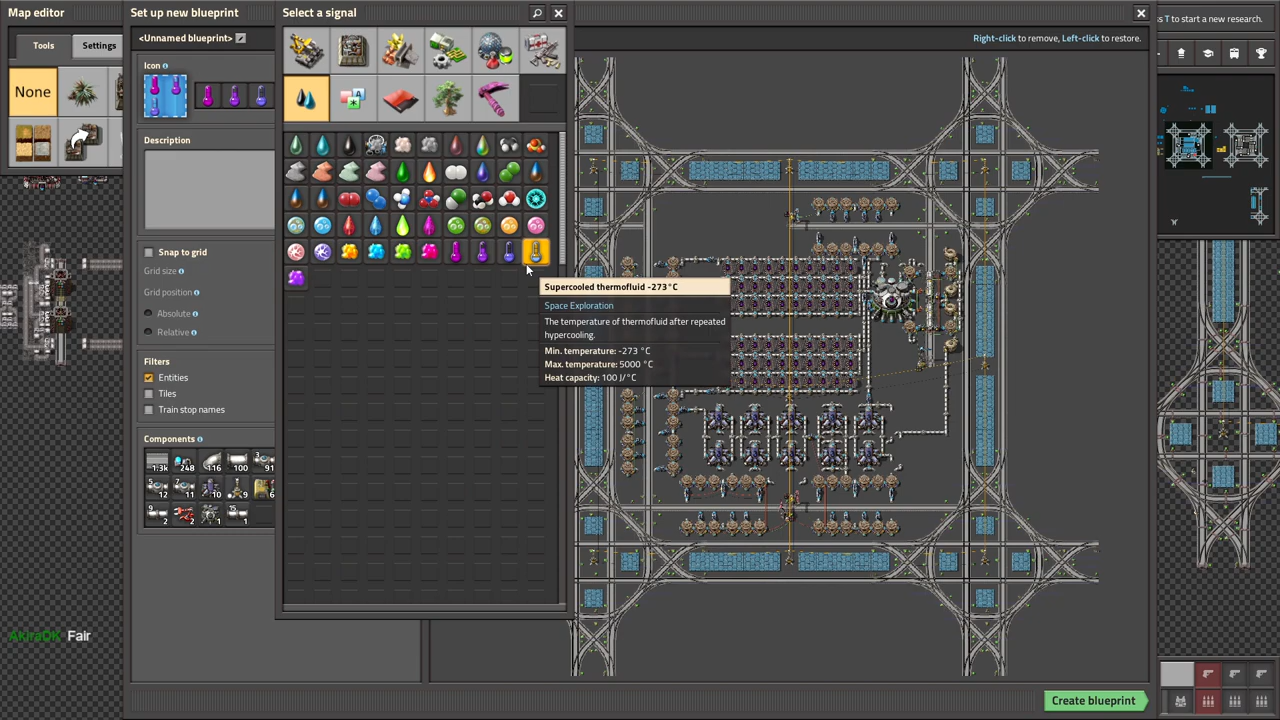 Map editor
Set up new blueprint
Select a signal
ss T to start a new research.
Tools
Settings
<Unnamed blueprint>
Right-click to remove, Left-click to restore.
Icon
None
Description
Snap to grid
Grid size
Supercooled thermofluid -273°C
Grid position
Space Exploration
Absolute
The temperature of thermofluid after repeated
Relative
hypercooling.
Min. temperature: -273 °C
Filters
Max. temperature: 5000 °C
Entities
Heat capacity: 100 J/°C
Tiles
Train stop names
Components
1.3k
248
116
100
91
12
11
10
9
6
2
2
1
1
AkiraOK Fair
Create blueprint